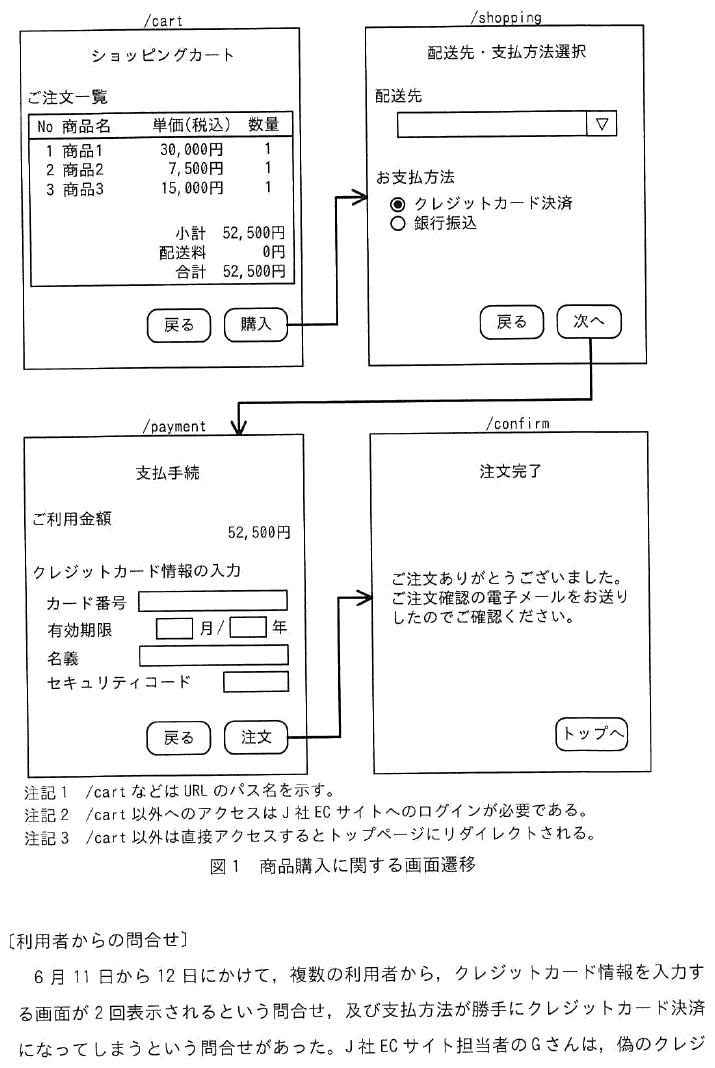 /cart
ショッピングカート
ご注文一覧
No 商品名 単価(税込) 数量
1 商品1 30,000円 1
2 商品2 7,500円 1
3 商品3 15,000円 1
小計 52,500円
配送料 0円
合計 52,500円
戻る 購入
/shopping
配送先・支払方法選択
配送先
▽
お支払方法
クレジットカード決済
銀行振込
戻る 次へ
/payment
支払手続
ご利用金額
52,500円
クレジットカード情報の入力
カード番号
有効期限 月/ 年
名義
セキュリティコード
戻る 注文
/confirm
注文完了
ご注文ありがとうございました。
ご注文確認の電子メールをお送り
したのでご確認ください。
トップへ
注記1 /cart などは URL のパス名を示す。
注記2 /cart 以外へのアクセスはJ社 EC サイトへのログインが必要である。
注記3 /cart 以外は直接アクセスするとトップページにリダイレクトされる。
図1 商品購入に関する画面遷移
〔利用者からの問合せ〕
6月11日から12日にかけて，複数の利用者から，クレジットカード情報を入力す
る画面が2回表示されるという問合せ，及び支払方法が勝手にクレジットカード決済
になってしまうという問合せがあった。J社ECサイト担当者のGさんは，偽のクレジ